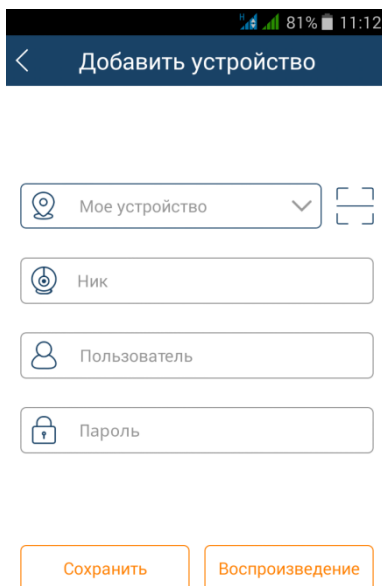 H 81% 11:12
Добавить устройство
Мое устройство
Ник
Пользователь
Пароль
Сохранить Воспроизведение